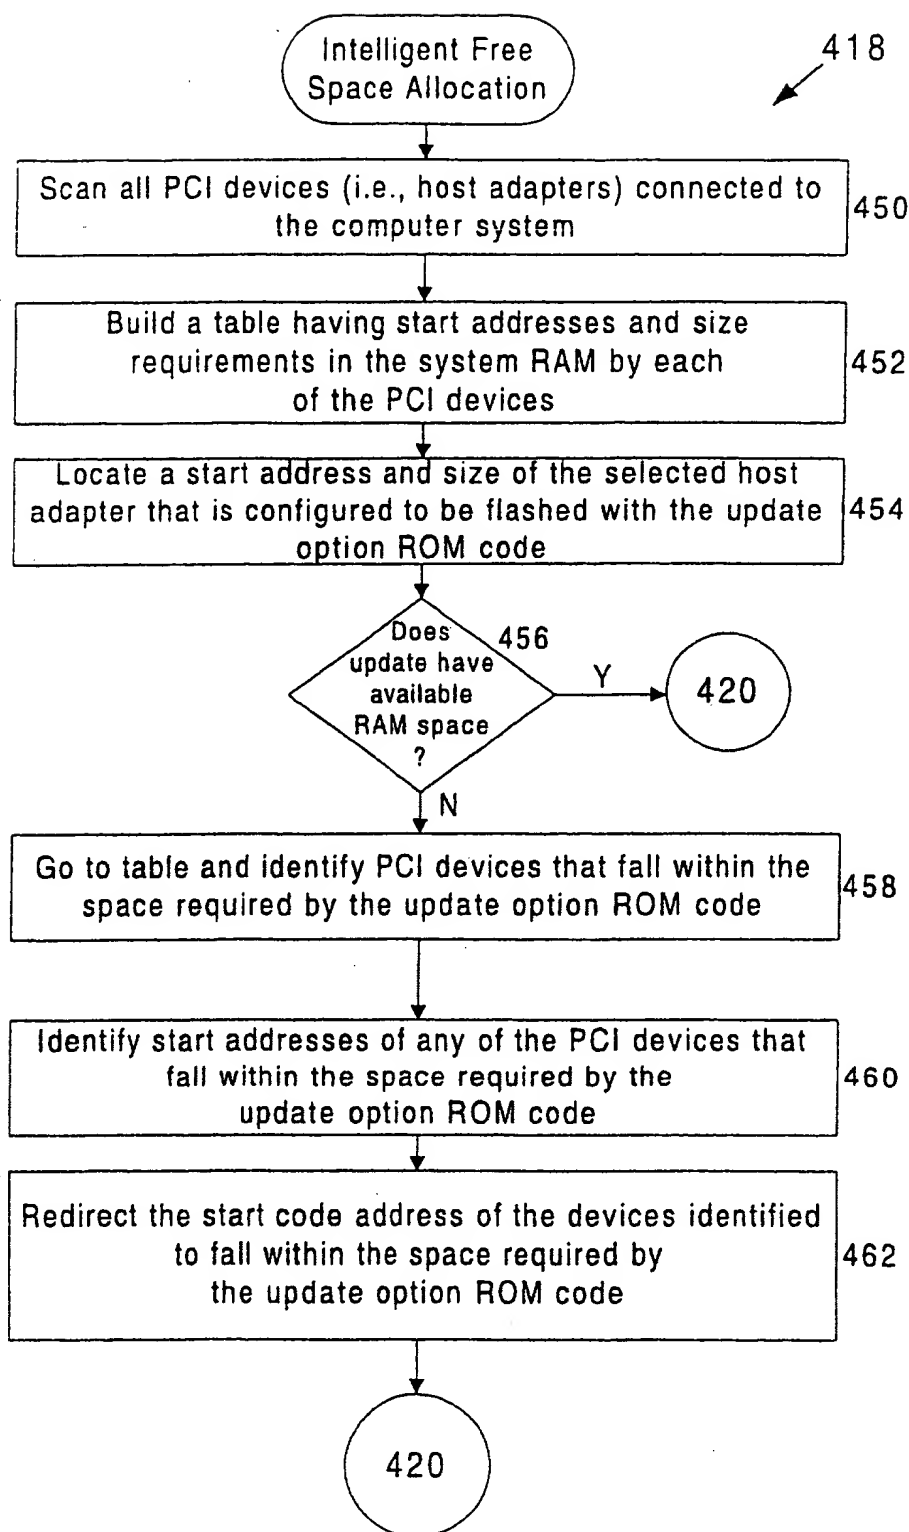 Intelligent Free
Space Allocation
418
Scan all PCI devices (i.e., host adapters) connected to
the computer system
450
Build a table having start addresses and size
requirements in the system RAM by each
of the PCI devices
452
Locate a start address and size of the selected host
adapter that is configured to be flashed with the update
option ROM code
454
Does
update have
available
RAM space
?
456
Y
420
N
Go to table and identify PCI devices that fall within the
space required by the update option ROM code
458
Identify start addresses of any of the PCI devices that
fall within the space required by the
update option ROM code
460
Redirect the start code address of the devices identified
to fall within the space required by
the update option ROM code
462
420